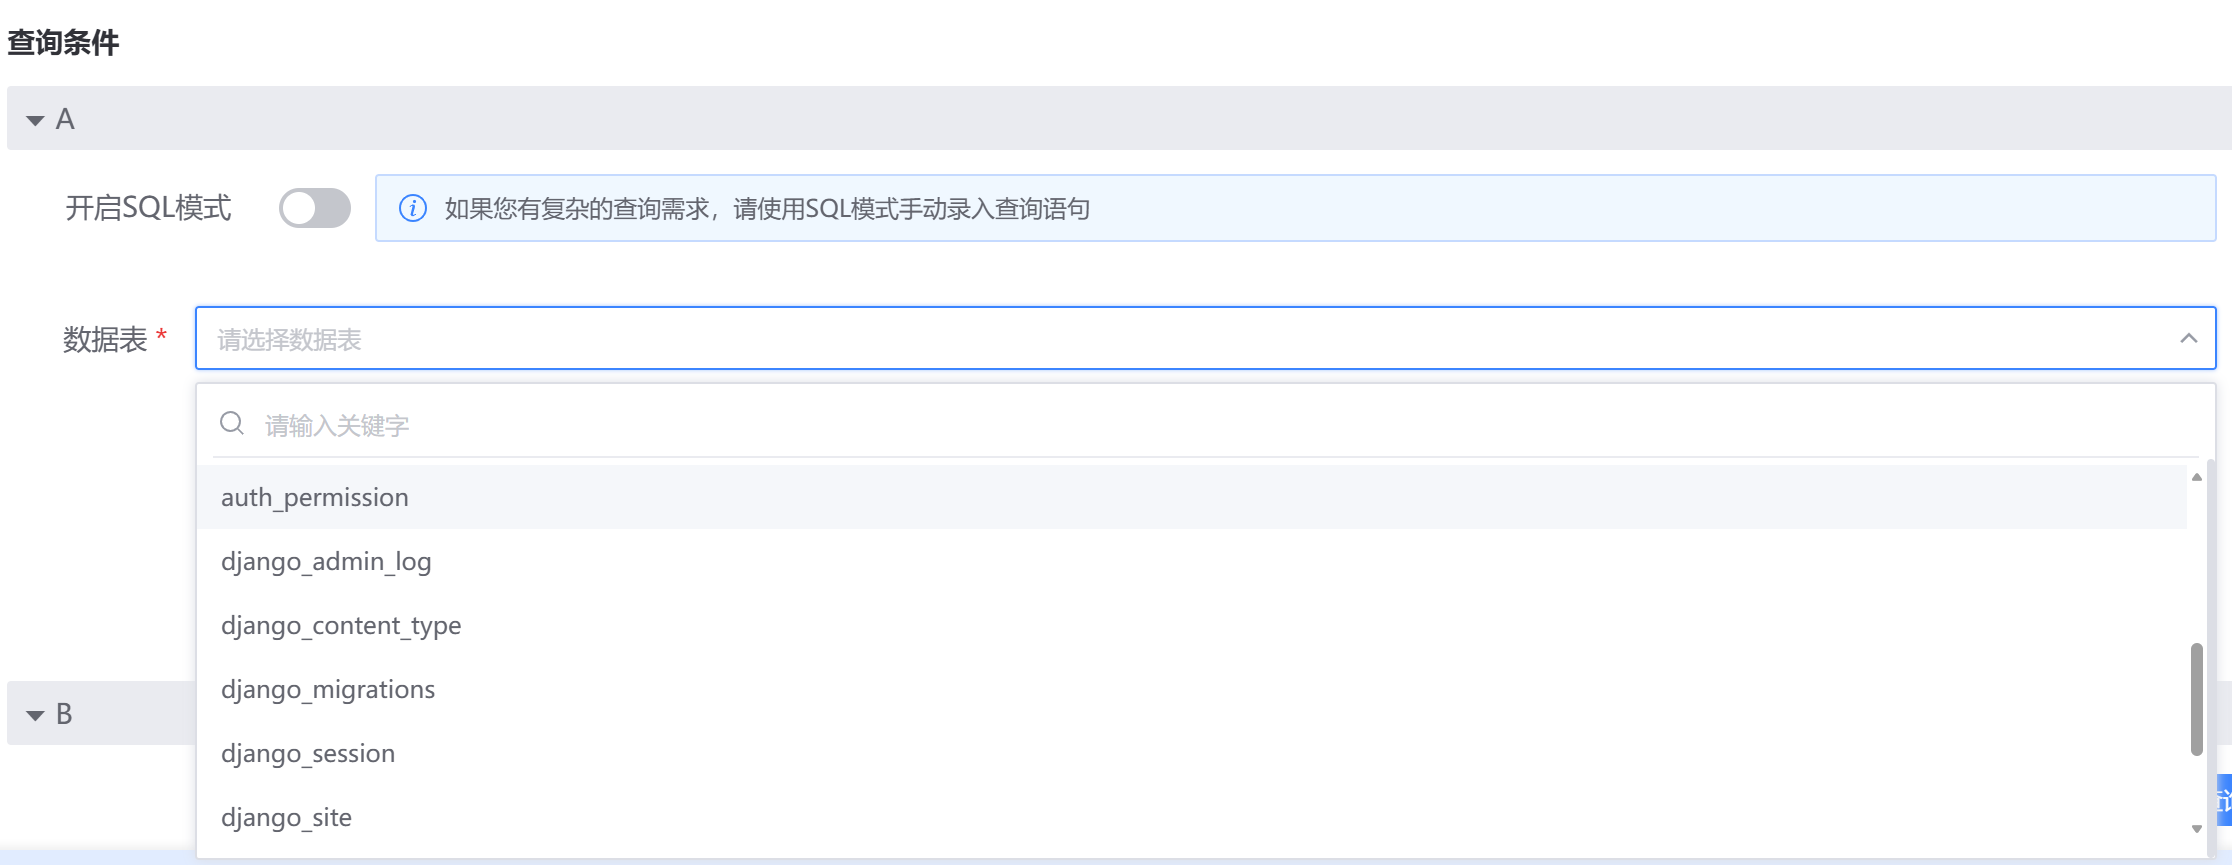 查询条件
A
开启SQL模式
如果您有复杂的查询需求，请使用SQL模式手动录入查询语句
数据表 *
请选择数据表
请输入关键字
auth_permission
django_admin_log
django_content_type
django_migrations
django_session
django_site
B